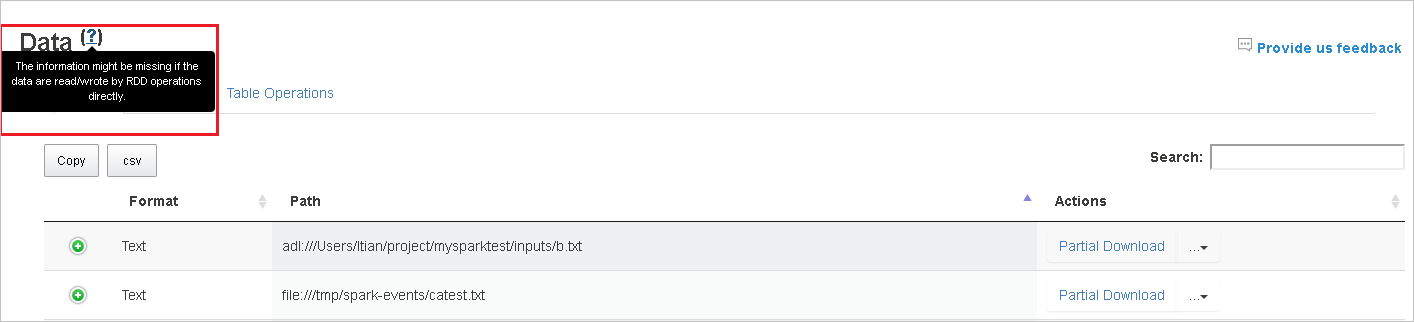 Data (?)
Provide us feedback
The information might be missing if the
data are read/wrote by RDD operations
directly.
Table Operations
Copy csv Search:
Format Path Actions
Text adl:///Users/ltian/project/mysparktest/inputs/b.txt Partial Download ...
Text file:///tmp/spark-events/catest.txt Partial Download ...